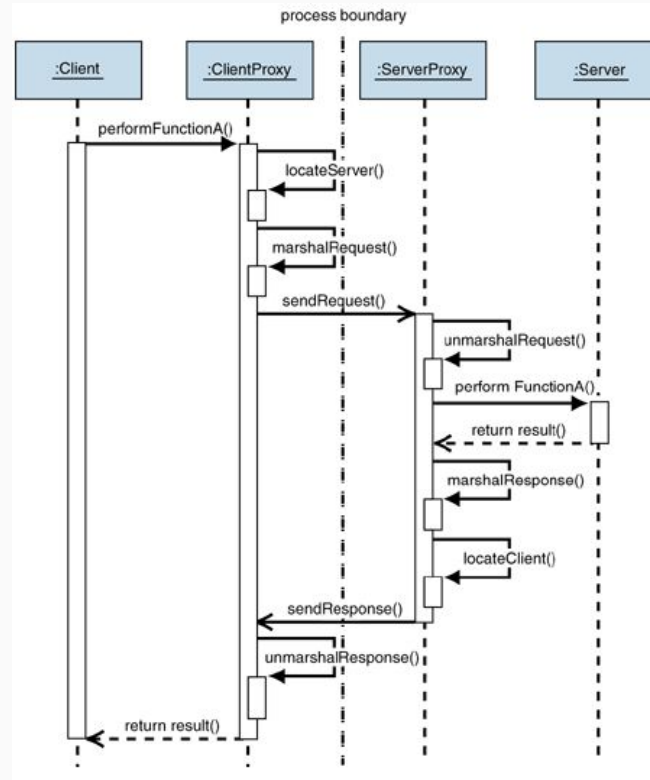 process boundary
:Client
:ClientProxy
:ServerProxy
:Server
performFunctionA()
locateServer()
marshalRequest()
sendRequest()
unmarshalRequest()
perform FunctionA()
return result()
marshalResponse()
locateClient()
sendResponse()
unmarshalResponse()
return result()